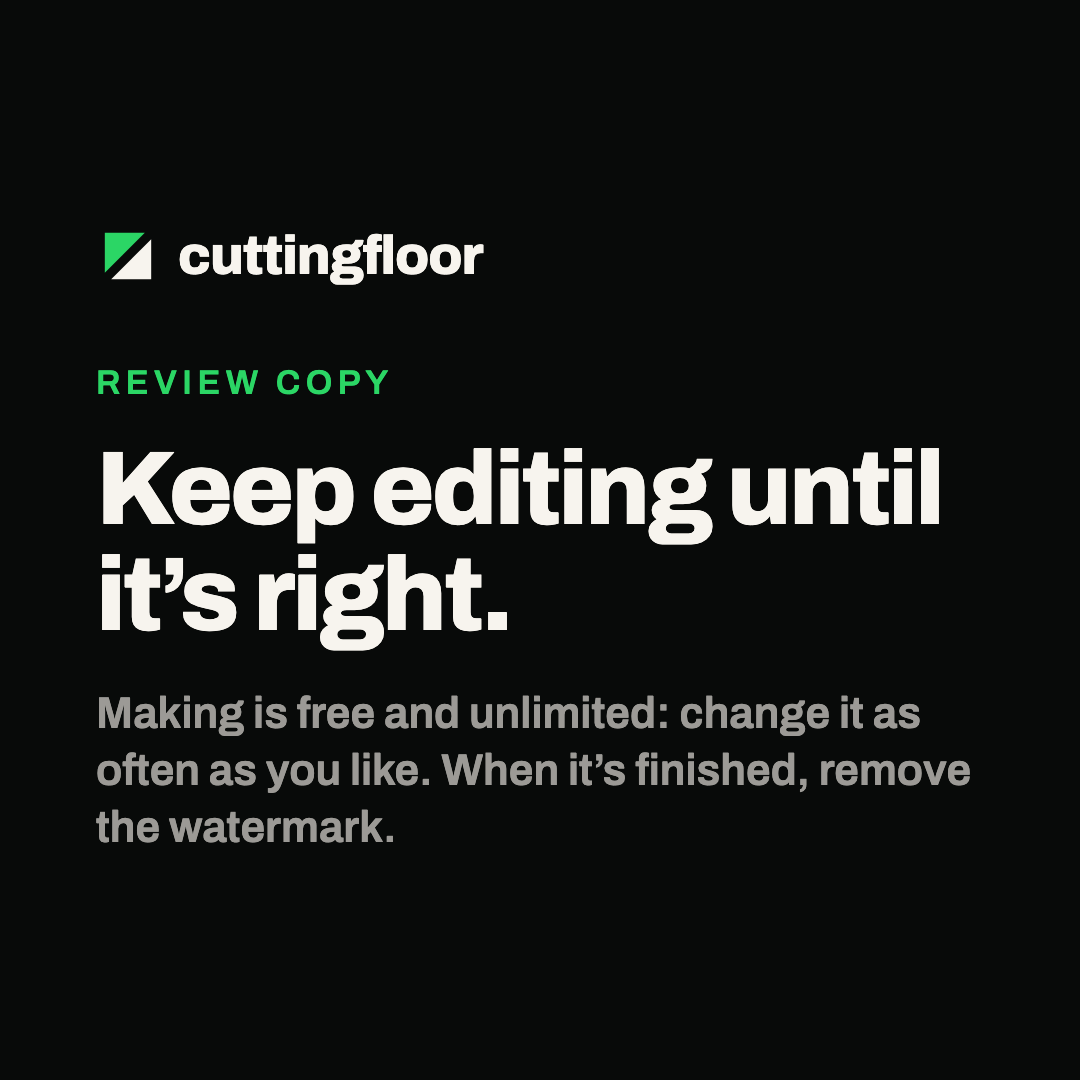 cuttingfloor
REVIEW COPY
Keep editing until
it’s right.
Making is free and unlimited: change it as
often as you like. When it’s finished, remove
the watermark.